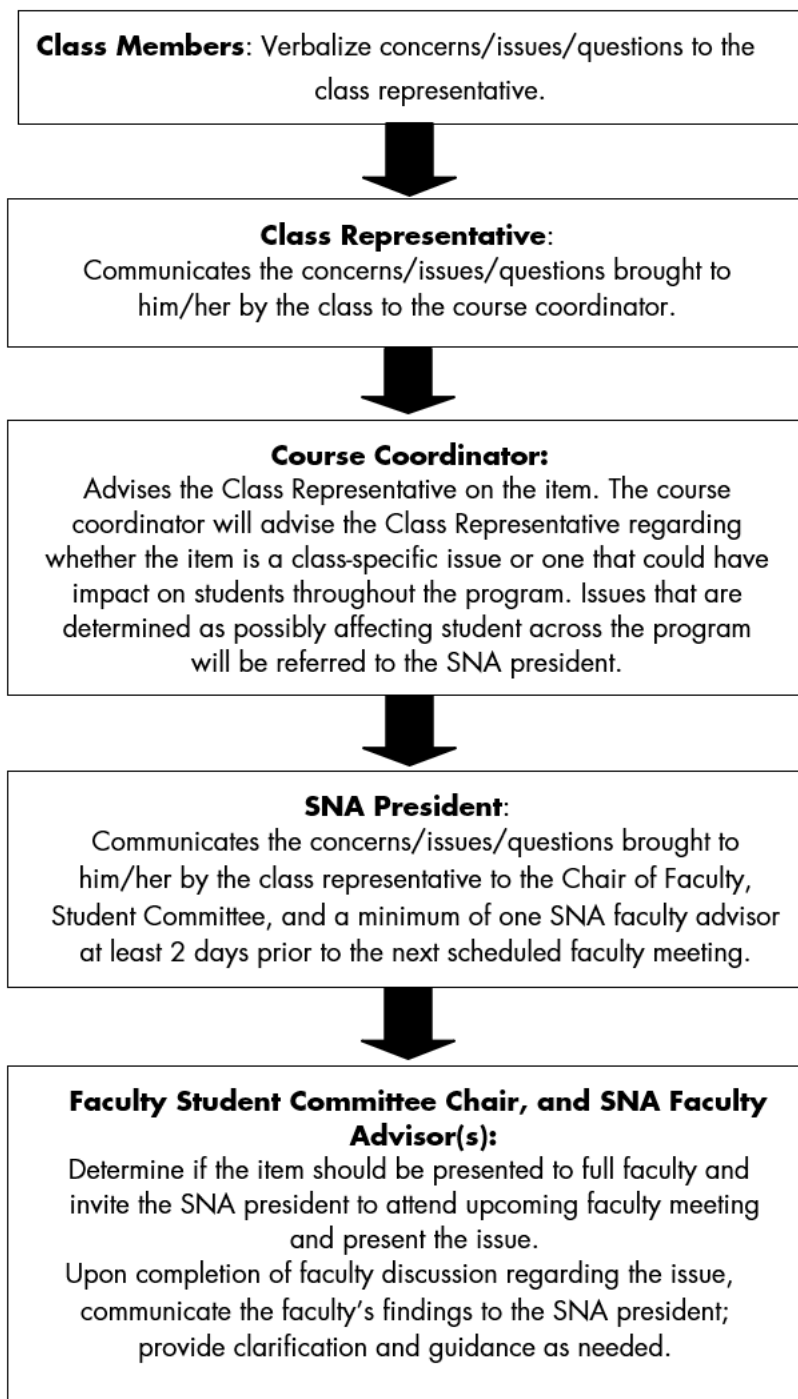 Class Members: Verbalize concerns/issues/questions to the
class representative.
Class Representative:
Communicates the concerns/issues/questions brought to
him/her by the class to the course coordinator.
Course Coordinator:
Advises the Class Representative on the item. The course
coordinator will advise the Class Representative regarding
whether the item is a class-specific issue or one that could have
impact on students throughout the program. Issues that are
determined as possibly affecting student across the program
will be referred to the SNA president.
SNA President:
Communicates the concerns/issues/questions brought to
him/her by the class representative to the Chair of Faculty,
Student Committee, and a minimum of one SNA faculty advisor
at least 2 days prior to the next scheduled faculty meeting.
Faculty Student Committee Chair, and SNA Faculty
Advisor(s):
Determine if the item should be presented to full faculty and
invite the SNA president to attend upcoming faculty meeting
and present the issue.
Upon completion of faculty discussion regarding the issue,
communicate the faculty’s findings to the SNA president;
provide clarification and guidance as needed.